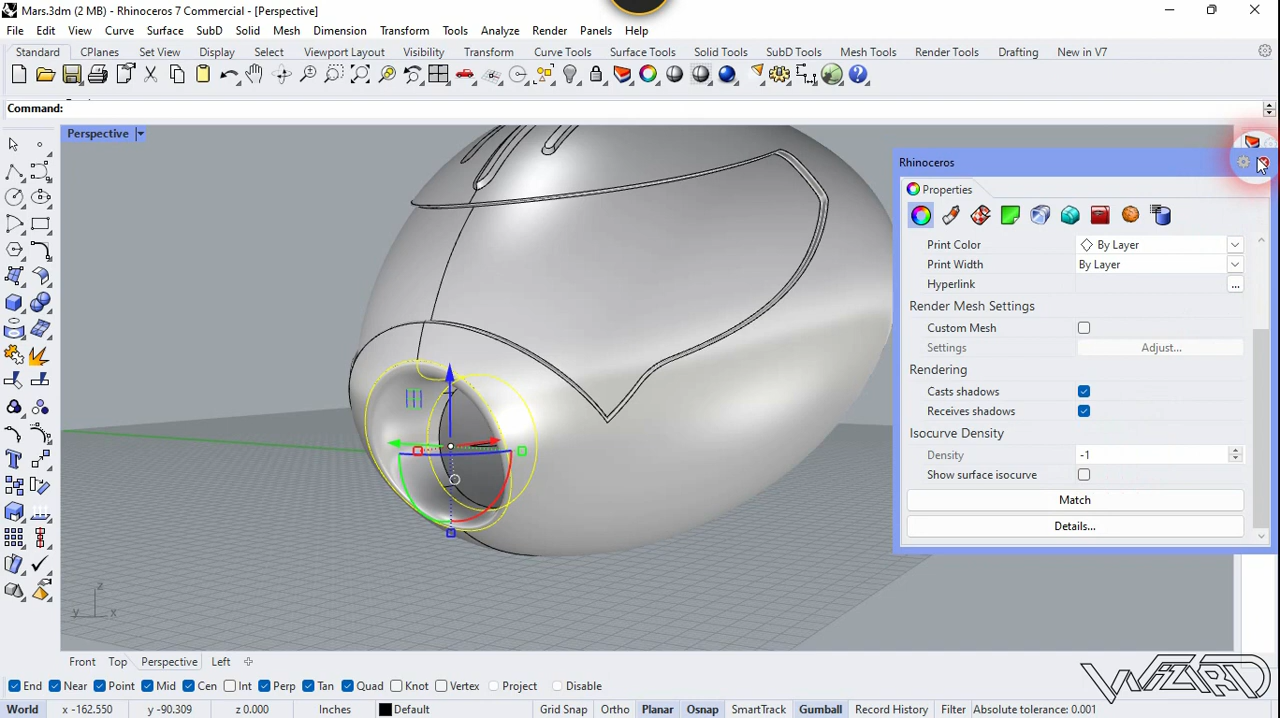 Mars.3dm (2 MB) - Rhinoceros 7 Commercial - [Perspective]
File Edit View Curve Surface SubD Solid Mesh Dimension Transform Tools Analyze Render Panels Help
Standard CPlanes Set View Display Select Viewport Layout Visibility Transform Curve Tools Surface Tools Solid Tools SubD Tools Mesh Tools Render Tools Drafting New in V7
Command:
Perspective
Rhinoceros
Properties
Print Color By Layer
Print Width By Layer
Hyperlink ...
Render Mesh Settings
Custom Mesh
Settings Adjust...
Rendering
Casts shadows
Receives shadows
Isocurve Density
Density -1
Show surface isocurve
Match
Details...
z
y x
Front Top Perspective Left
WIZARD
End Near Point Mid Cen Int Perp Tan Quad Knot Vertex Project Disable
World x -162.550 y -90.309 z 0.000 Inches Default Grid Snap Ortho Planar Osnap SmartTrack Gumball Record History Filter Absolute tolerance: 0.001